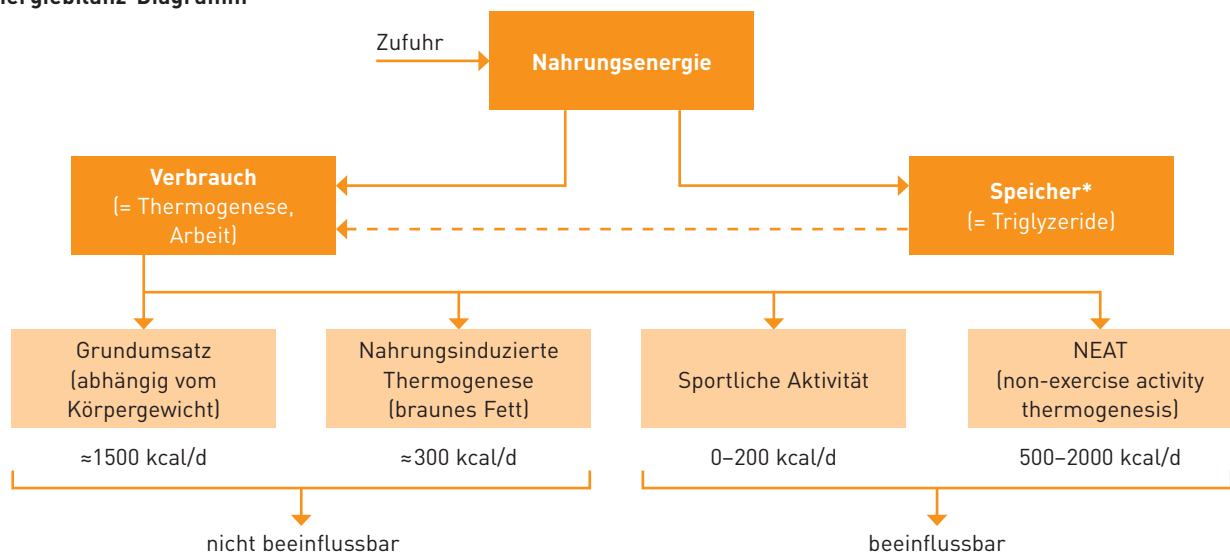 Zufuhr
Nahrungsenergie
Verbrauch
(= Thermogenese,
Arbeit)
Speicher*
(= Triglyzeride)
Grundumsatz
(abhängig vom
Körpergewicht)
Nahrungsinduzierte
Thermogenese
(braunes Fett)
Sportliche Aktivität
NEAT
(non-exercise activity
thermogenesis)
≈1500 kcal/d
≈300 kcal/d
0–200 kcal/d
500–2000 kcal/d
nicht beeinflussbar
beeinflussbar